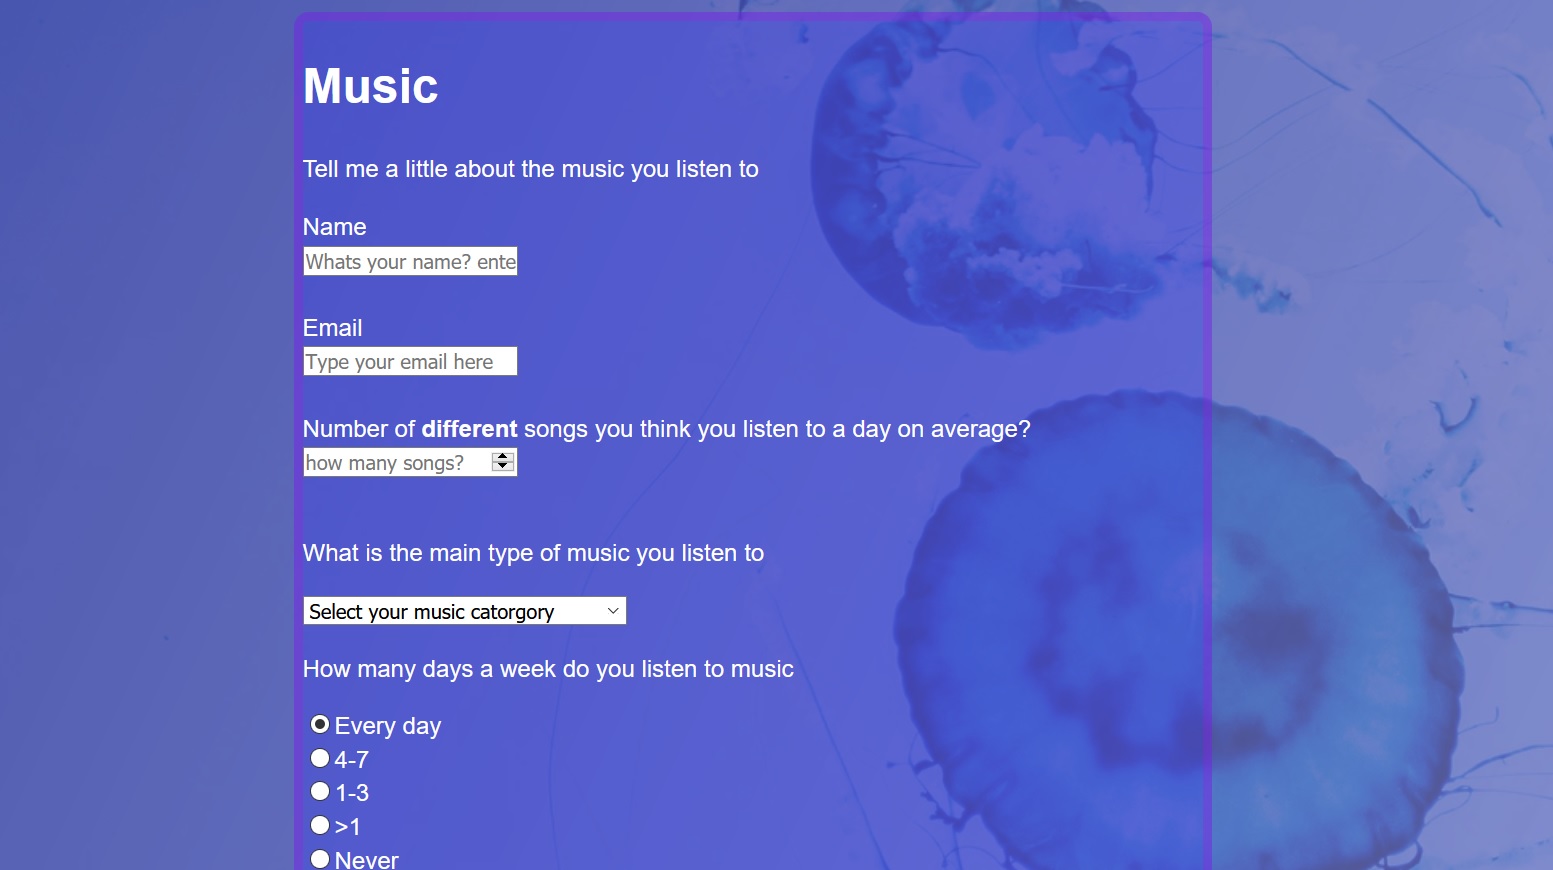 Music
Tell me a little about the music you listen to
Name
Whats your name? ente
Email
Type your email here
Number of different songs you think you listen to a day on average?
how many songs?
What is the main type of music you listen to
Select your music catorgory
How many days a week do you listen to music
Every day
4-7
1-3
>1
Never